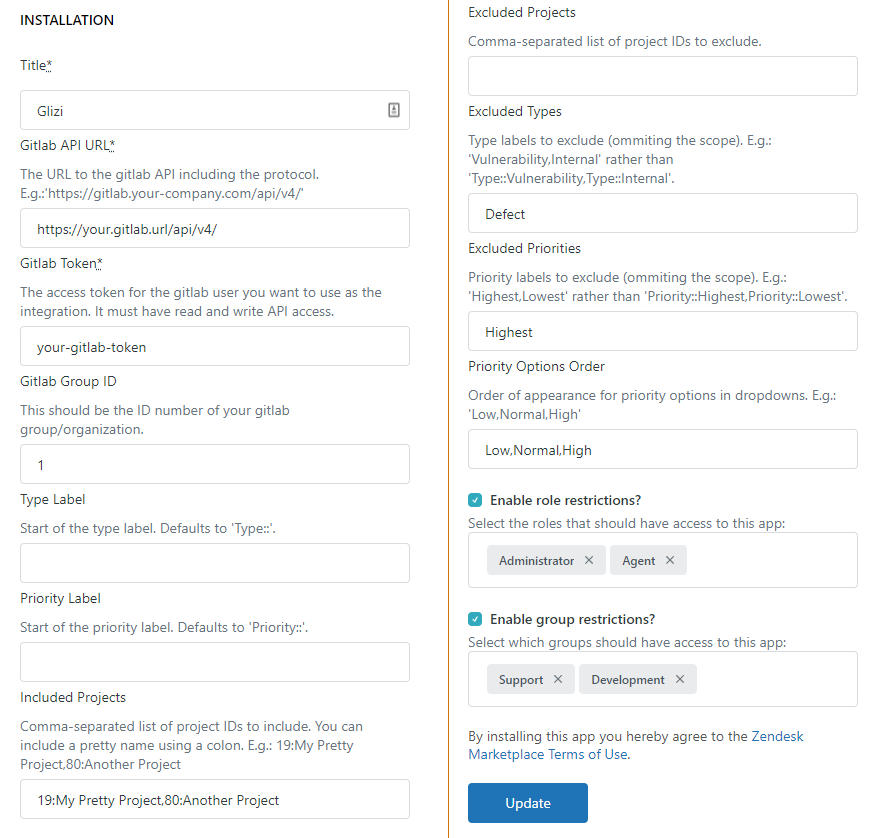 INSTALLATION
Title*
Glizi
Gitlab API URL*
The URL to the gitlab API including the protocol.
E.g.:'https://gitlab.your-company.com/api/v4/'
https://your.gitlab.url/api/v4/
Gitlab Token*
The access token for the gitlab user you want to use as the
integration. It must have read and write API access.
your-gitlab-token
Gitlab Group ID
This should be the ID number of your gitlab
group/organization.
1
Type Label
Start of the type label. Defaults to 'Type::'.
Priority Label
Start of the priority label. Defaults to 'Priority::'.
Included Projects
Comma-separated list of project IDs to include. You can
include a pretty name using a colon. E.g.: 19:My Pretty
Project,80:Another Project
19:My Pretty Project,80:Another Project
Excluded Projects
Comma-separated list of project IDs to exclude.
Excluded Types
Type labels to exclude (ommiting the scope). E.g.:
'Vulnerability,Internal' rather than
'Type::Vulnerability,Type::Internal'.
Defect
Excluded Priorities
Priority labels to exclude (ommiting the scope). E.g.:
'Highest,Lowest' rather than 'Priority::Highest,Priority::Lowest'.
Highest
Priority Options Order
Order of appearance for priority options in dropdowns. E.g.:
'Low,Normal,High'
Low,Normal,High
Enable role restrictions?
Select the roles that should have access to this app:
Administrator × Agent ×
Enable group restrictions?
Select which groups should have access to this app:
Support × Development ×
By installing this app you hereby agree to the Zendesk
Marketplace Terms of Use.
Update